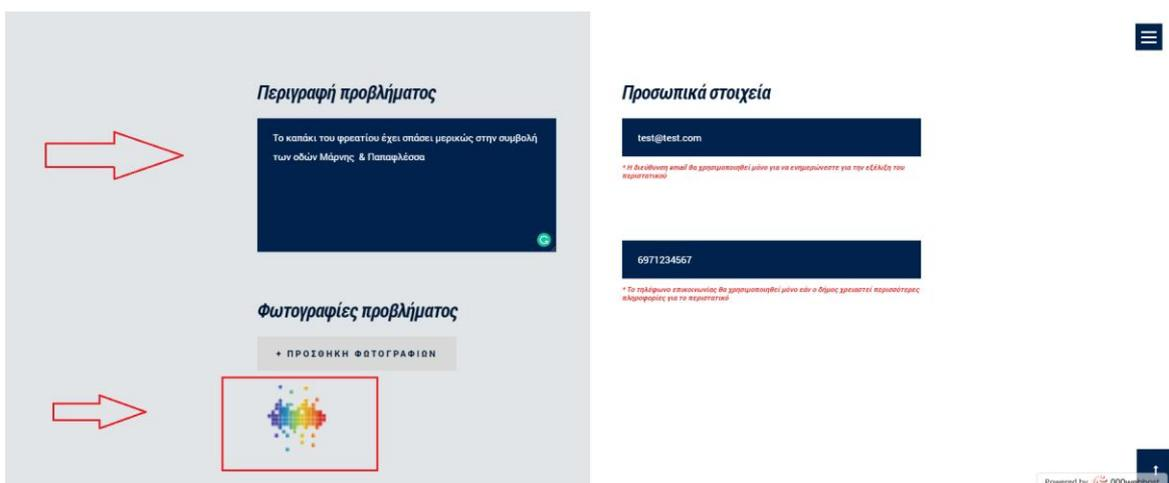 Περιγραφή προβλήματος
Το καπάκι του φρεατίου έχει σπάσει μερικώς στην συμβολή
των οδών Μάρνης & Παπαφλέσσα
Φωτογραφίες προβλήματος
+ ΠΡΟΣΘΗΚΗ ΦΩΤΟΓΡΑΦΙΩΝ
Προσωπικά στοιχεία
test@test.com
* Η διεύθυνση email θα χρησιμοποιηθεί μόνο για να ενημερώνεστε για την εξέλιξη του
περιστατικού
6971234567
* Το τηλέφωνο επικοινωνίας θα χρησιμοποιηθεί μόνο εάν ο δήμος χρειαστεί περισσότερες
πληροφορίες για το περιστατικό
Powered by 000webhost